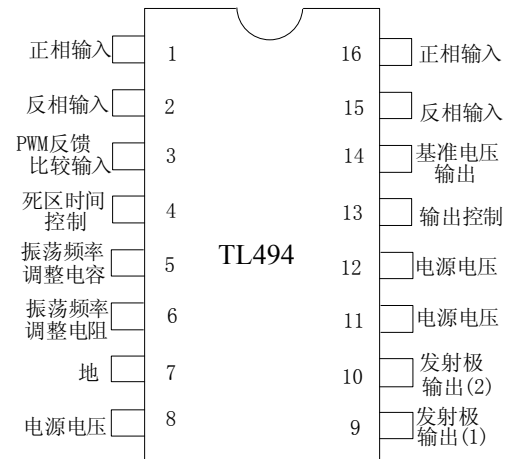 正相输入 1
反相输入 2
PWM反馈
比较输入 3
死区时间
控制 4
振荡频率
调整电容 5
振荡频率
调整电阻 6
地 7
电源电压 8
TL494
16 正相输入
15 反相输入
14 基准电压
输出
13 输出控制
12 电源电压
11 电源电压
10 发射极
输出(2)
9 发射极
输出(1)